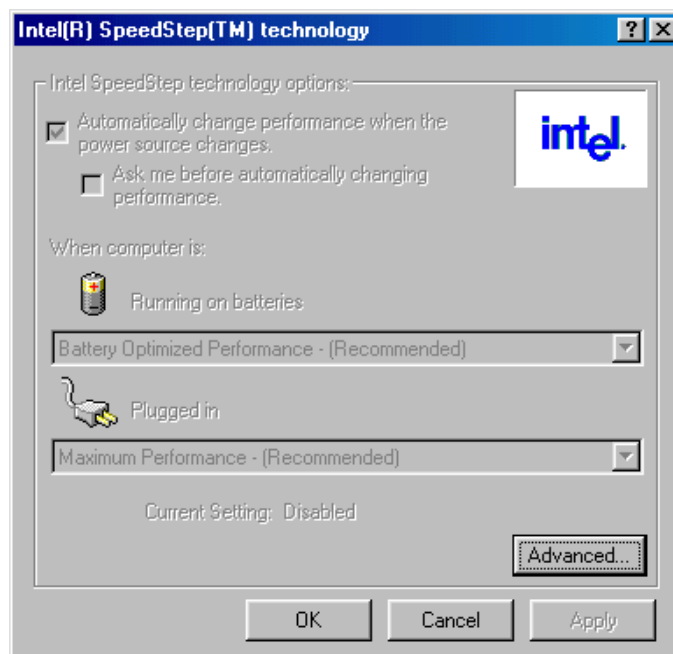 Intel(R) SpeedStep(TM) technology
Intel SpeedStep technology options:
Automatically change performance when the
power source changes.
intel.
Ask me before automatically changing
performance.
When computer is:
Running on batteries
Battery Optimized Performance - (Recommended)
Plugged in
Maximum Performance - (Recommended)
Current Setting: Disabled
Advanced...
OK
Cancel
Apply